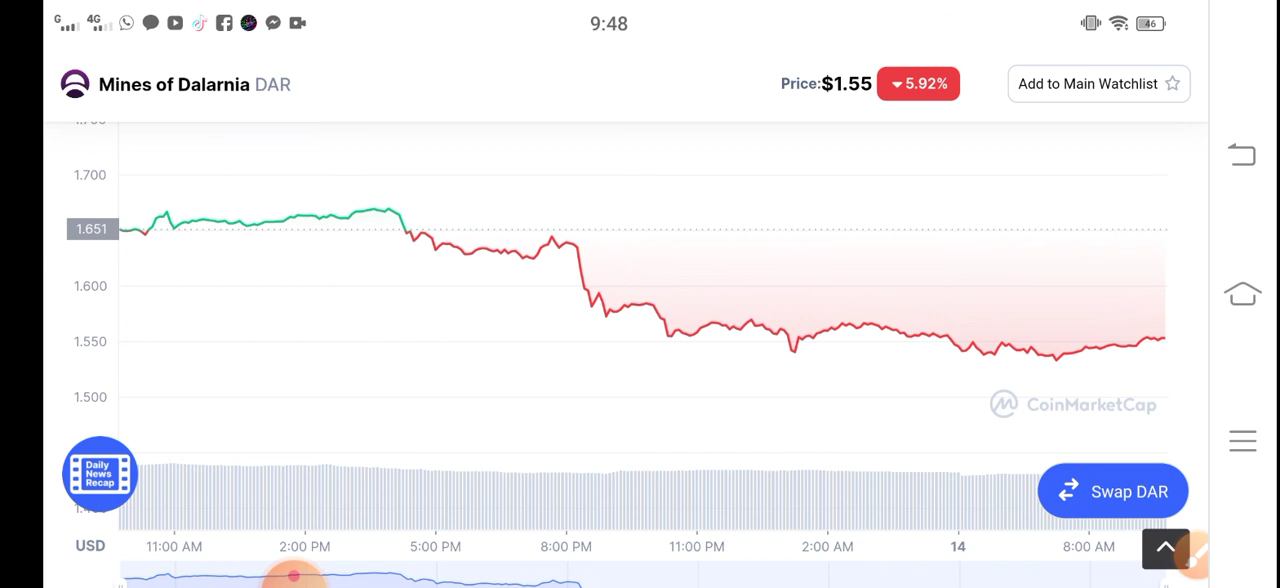 G 4G 9:48 46
Mines of Dalarnia DAR Price:$1.55 5.92% Add to Main Watchlist
1.700
1.651
1.600
1.550
1.500
CoinMarketCap
Daily
News
Recap
Swap DAR
USD 11:00 AM 2:00 PM 5:00 PM 8:00 PM 11:00 PM 2:00 AM 14 8:00 AM